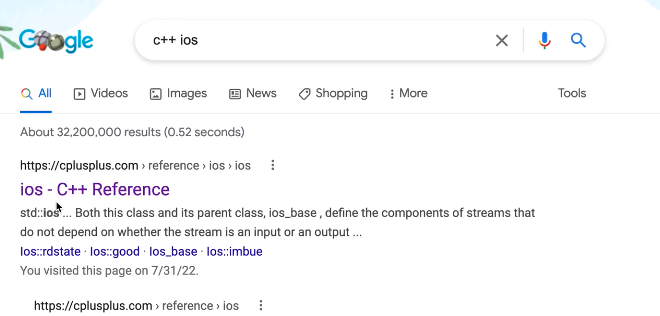 Google
c++ ios
All Videos Images News Shopping More Tools
About 32,200,000 results (0.52 seconds)
https://cplusplus.com › reference › ios › ios
ios - C++ Reference
std::ios ... Both this class and its parent class, ios_base , define the components of streams that
do not depend on whether the stream is an input or an output ...
Ios::rdstate · Ios::good · Ios_base · Ios::imbue
You visited this page on 7/31/22.
https://cplusplus.com › reference › ios